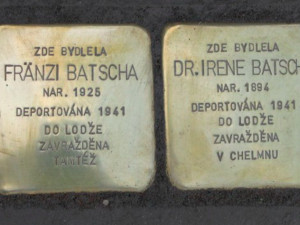 ZDE BYDLELA
FRÄNZI BATSCHA
NAR. 1925
DEPORTOVÁNA 1941
DO LODŽE
ZAVRAŽDĚNA
TAMTÉŽ
ZDE BYDLELA
DR. IRENE BATSCH
NAR. 1894
DEPORTOVÁNA 1941
DO LODŽE
ZAVRAŽDĚNA
V CHELMNU